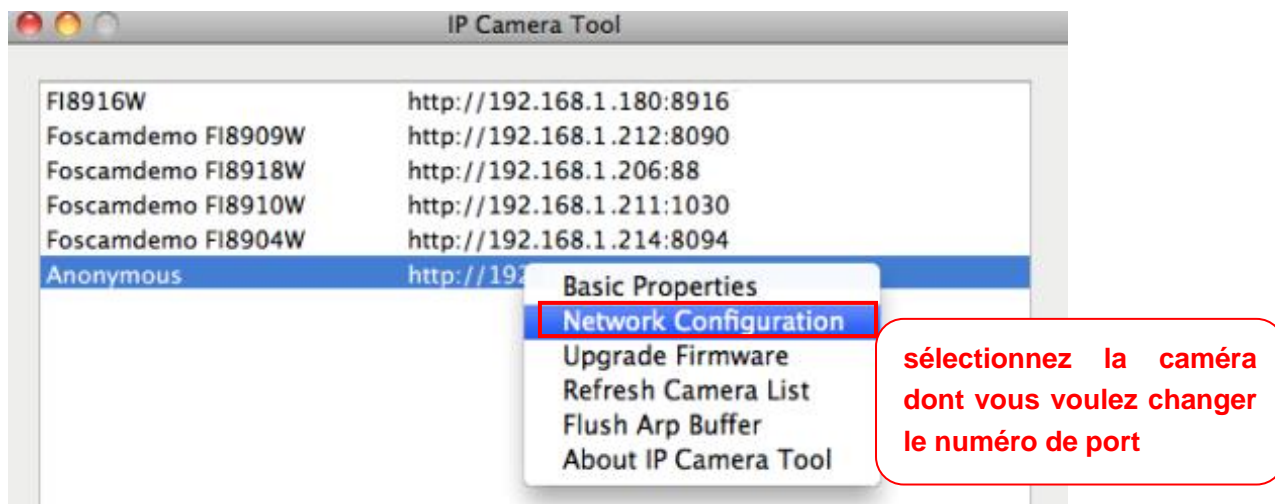 IP Camera Tool
FI8916W http://192.168.1.180:8916
Foscamdemo FI8909W http://192.168.1.212:8090
Foscamdemo FI8918W http://192.168.1.206:88
Foscamdemo FI8910W http://192.168.1.211:1030
Foscamdemo FI8904W http://192.168.1.214:8094
Anonymous http://192
Basic Properties
Network Configuration
Upgrade Firmware
Refresh Camera List
Flush Arp Buffer
About IP Camera Tool
sélectionnez la caméra
dont vous voulez changer
le numéro de port